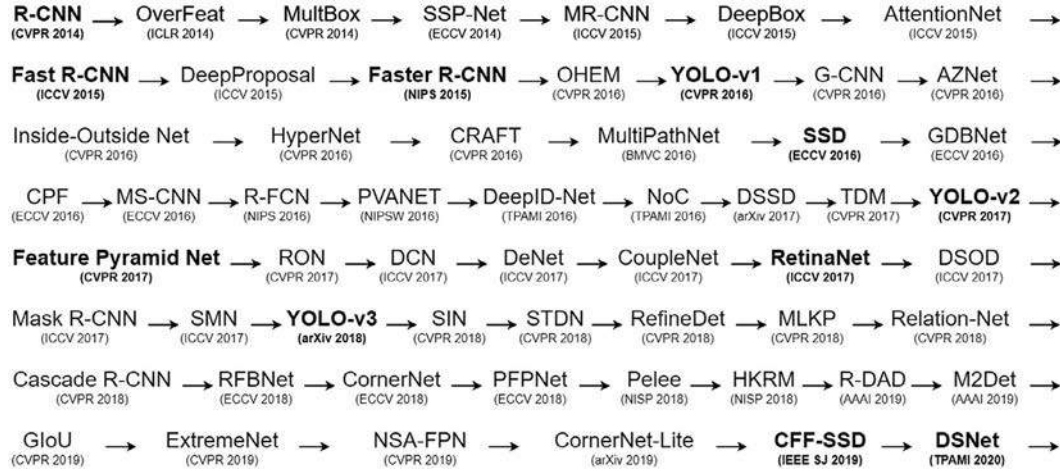 R-CNN → OverFeat → MultBox → SSP-Net → MR-CNN → DeepBox → AttentionNet →
(CVPR 2014) (ICLR 2014) (CVPR 2014) (ECCV 2014) (ICCV 2015) (ICCV 2015) (ICCV 2015)
Fast R-CNN → DeepProposal → Faster R-CNN → OHEM → YOLO-v1 → G-CNN → AZNet →
(ICCV 2015) (ICCV 2015) (NIPS 2015) (CVPR 2016) (CVPR 2016) (CVPR 2016) (CVPR 2016)
Inside-Outside Net → HyperNet → CRAFT → MultiPathNet → SSD → GDBNet →
(CVPR 2016) (CVPR 2016) (CVPR 2016) (BMVC 2016) (ECCV 2016) (ECCV 2016)
CPF → MS-CNN → R-FCN → PVANET → DeepID-Net → NoC → DSSD → TDM → YOLO-v2 →
(ECCV 2016) (ECCV 2016) (NIPS 2016) (NIPSW 2016) (TPAMI 2016) (TPAMI 2016) (arXiv 2017) (CVPR 2017) (CVPR 2017)
Feature Pyramid Net → RON → DCN → DeNet → CoupleNet → RetinaNet → DSOD →
(CVPR 2017) (CVPR 2017) (ICCV 2017) (ICCV 2017) (ICCV 2017) (ICCV 2017) (ICCV 2017)
Mask R-CNN → SMN → YOLO-v3 → SIN → STDN → RefineDet → MLKP → Relation-Net →
(ICCV 2017) (ICCV 2017) (arXiv 2018) (CVPR 2018) (CVPR 2018) (CVPR 2018) (CVPR 2018) (CVPR 2018)
Cascade R-CNN → RFBNet → CornerNet → PFPNet → Pelee → HKRM → R-DAD → M2Det →
(CVPR 2018) (ECCV 2018) (ECCV 2018) (ECCV 2018) (NISP 2018) (NISP 2018) (AAAI 2019) (AAAI 2019)
GIoU → ExtremeNet → NSA-FPN → CornerNet-Lite → CFF-SSD → DSNet →
(CVPR 2019) (CVPR 2019) (CVPR 2019) (arXiv 2019) (IEEE SJ 2019) (TPAMI 2020)